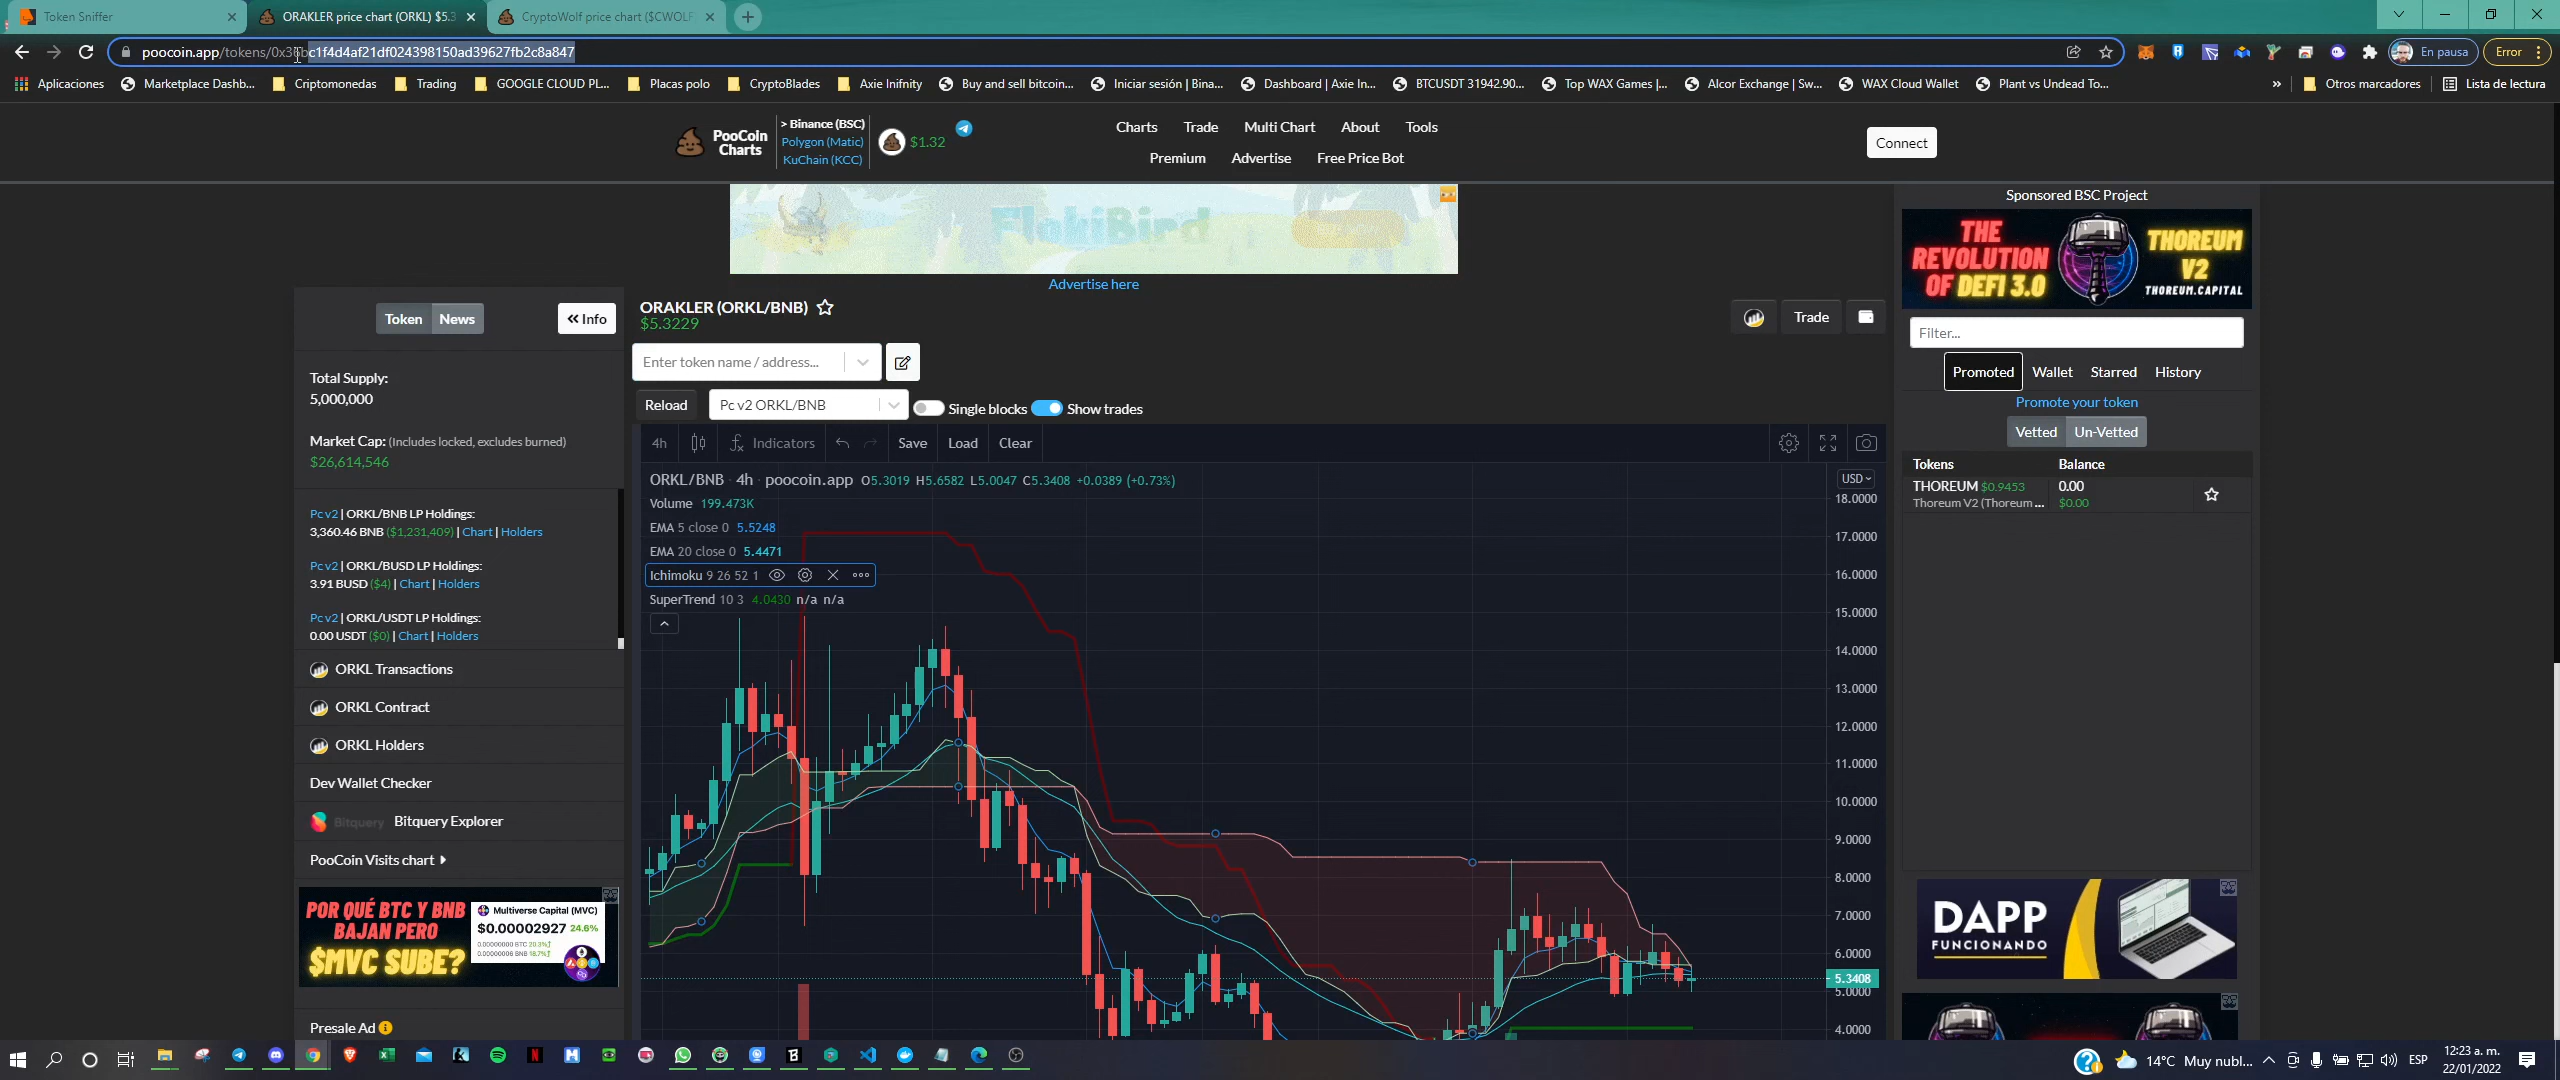 Token Sniffer
ORAKLER price chart (ORKL) $5.3
CryptoWolf price chart ($CWOLF
En pausa
Error
Aplicaciones
Marketplace Dashb...
Criptomonedas
Trading
GOOGLE CLOUD PL...
Placas polo
CryptoBlades
Axie Inifnity
Buy and sell bitcoin...
Iniciar sesión | Bina...
Dashboard | Axie In...
BTCUSDT 31942.90...
Top WAX Games |...
Alcor Exchange | Sw...
WAX Cloud Wallet
Plant vs Undead To...
»
Otros marcadores
Lista de lectura
PooCoin
Charts
> Binance (BSC)
Polygon (Matic)
KuChain (KCC)
$1.32
Charts
Trade
Multi Chart
About
Tools
Premium
Advertise
Free Price Bot
Connect
FlokiBird
Advertise here
Sponsored BSC Project
THE
REVOLUTION
OF DEFI 3.0
THOREUM
V2
THOREUM.CAPITAL
Token
News
Info
Total Supply:
5,000,000
Market Cap: (Includes locked, excludes burned)
$26,614,546
Pc v2 | ORKL/BNB LP Holdings:
3,360.46 BNB ($1,231,409) | Chart | Holders
Pc v2 | ORKL/BUSD LP Holdings:
3.91 BUSD ($4) | Chart | Holders
Pc v2 | ORKL/USDT LP Holdings:
0.00 USDT ($0) | Chart | Holders
ORKL Transactions
ORKL Contract
ORKL Holders
Dev Wallet Checker
Bitquery
Bitquery Explorer
PooCoin Visits chart
POR QUÉ BTC Y BNB
BAJAN PERO
$MVC SUBE?
Multiverse Capital (MVC)
$0.00002927 24.6%
Presale Ad
ORAKLER (ORKL/BNB)
$5.3229
Trade
Enter token name / address...
Reload
Pc v2 ORKL/BNB
Single blocks
Show trades
4h
Indicators
Save
Load
Clear
ORKL/BNB · 4h · poocoin.app O5.3019 H5.6582 L5.0047 C5.3408 +0.0389 (+0.73%)
Volume 199.473K
EMA 5 close 0 5.5248
EMA 20 close 0 5.4471
Ichimoku 9 26 52 1
SuperTrend 10 3 4.0430 n/a n/a
USD
18.0000
17.0000
16.0000
15.0000
14.0000
13.0000
12.0000
11.0000
10.0000
9.0000
8.0000
7.0000
6.0000
5.3408
5.0000
4.0000
Filter...
Promoted
Wallet
Starred
History
Promote your token
Vetted
Un-Vetted
Tokens
Balance
THOREUM $0.9453
0.00
Thoreum V2 (Thoreum ...
$0.00
DAPP
FUNCIONANDO
14°C Muy nubl...
ESP
12:23 a. m.
22/01/2022